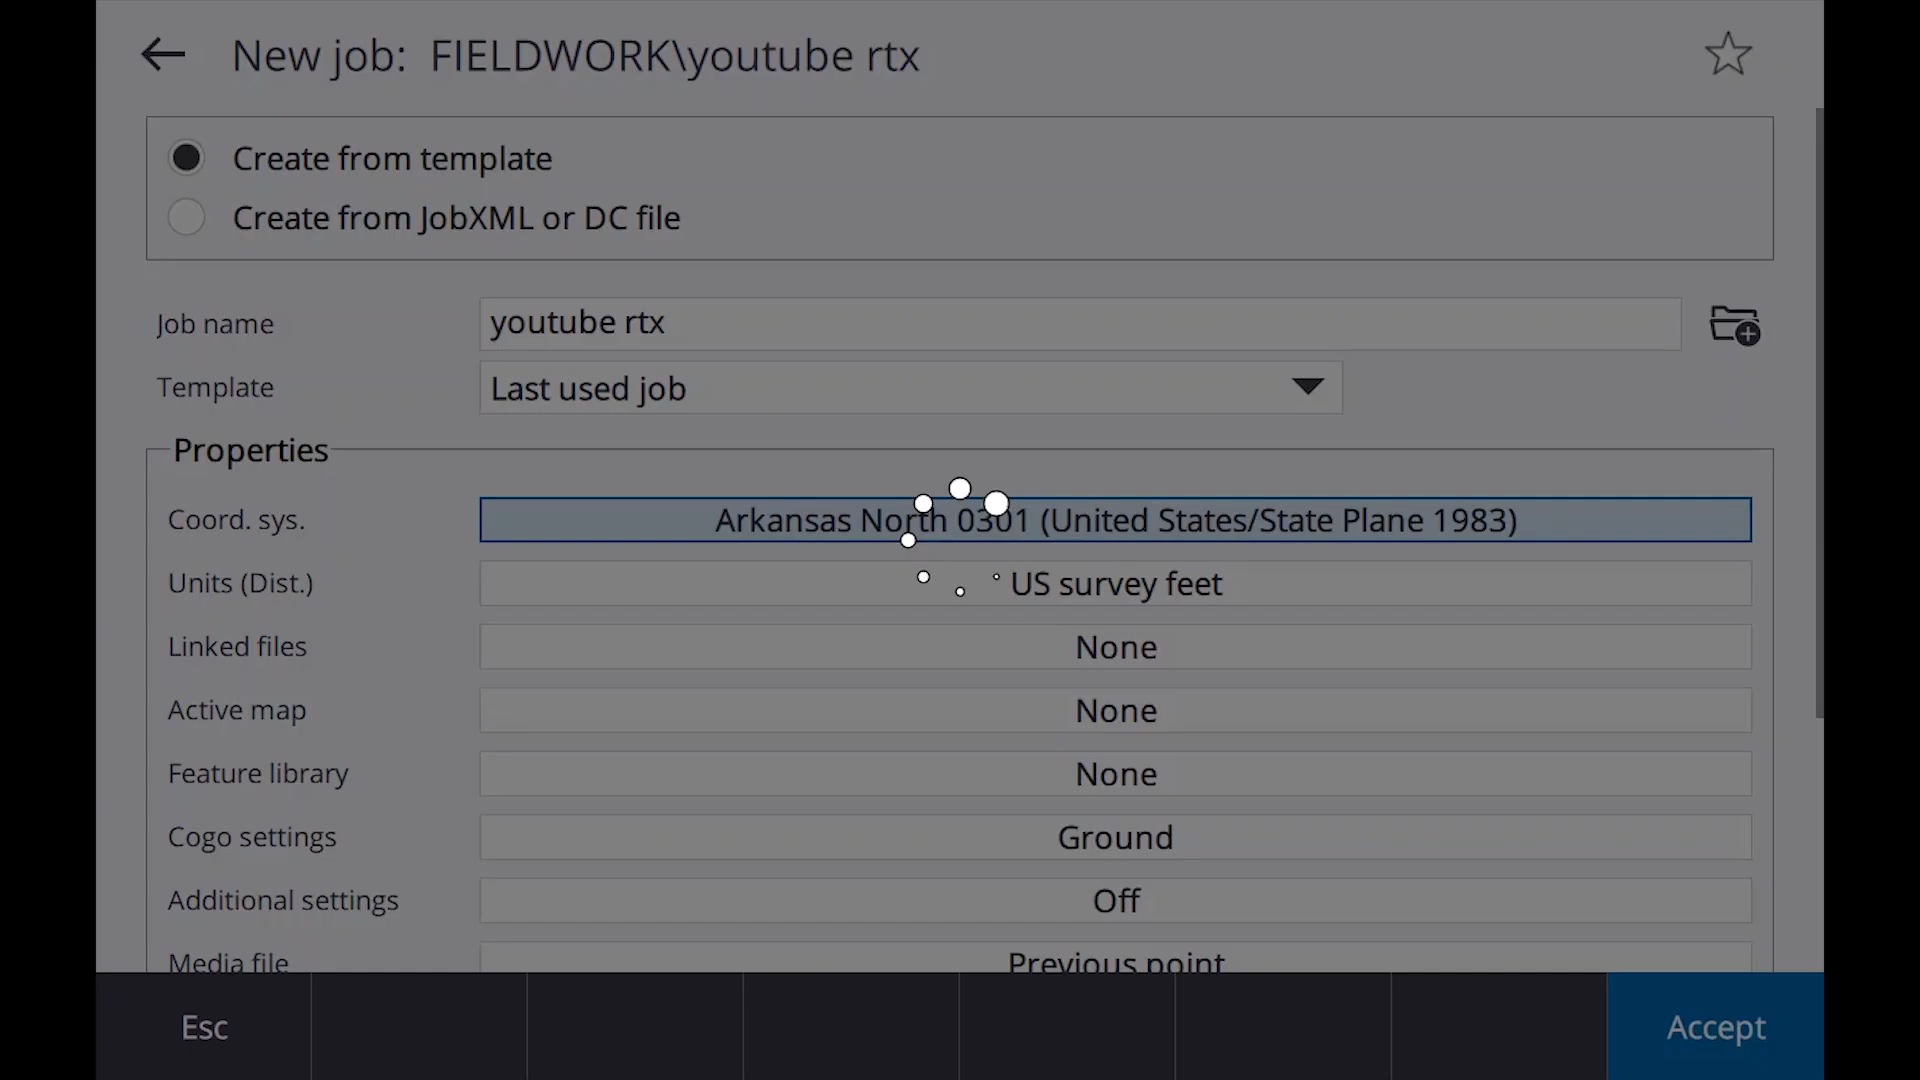 New job: FIELDWORK\youtube rtx
Create from template
Create from JobXML or DC file
Job name youtube rtx
Template Last used job
Properties
Coord. sys. Arkansas North 0301 (United States/State Plane 1983)
Units (Dist.) US survey feet
Linked files None
Active map None
Feature library None
Cogo settings Ground
Additional settings Off
Media file Previous point
Esc Accept